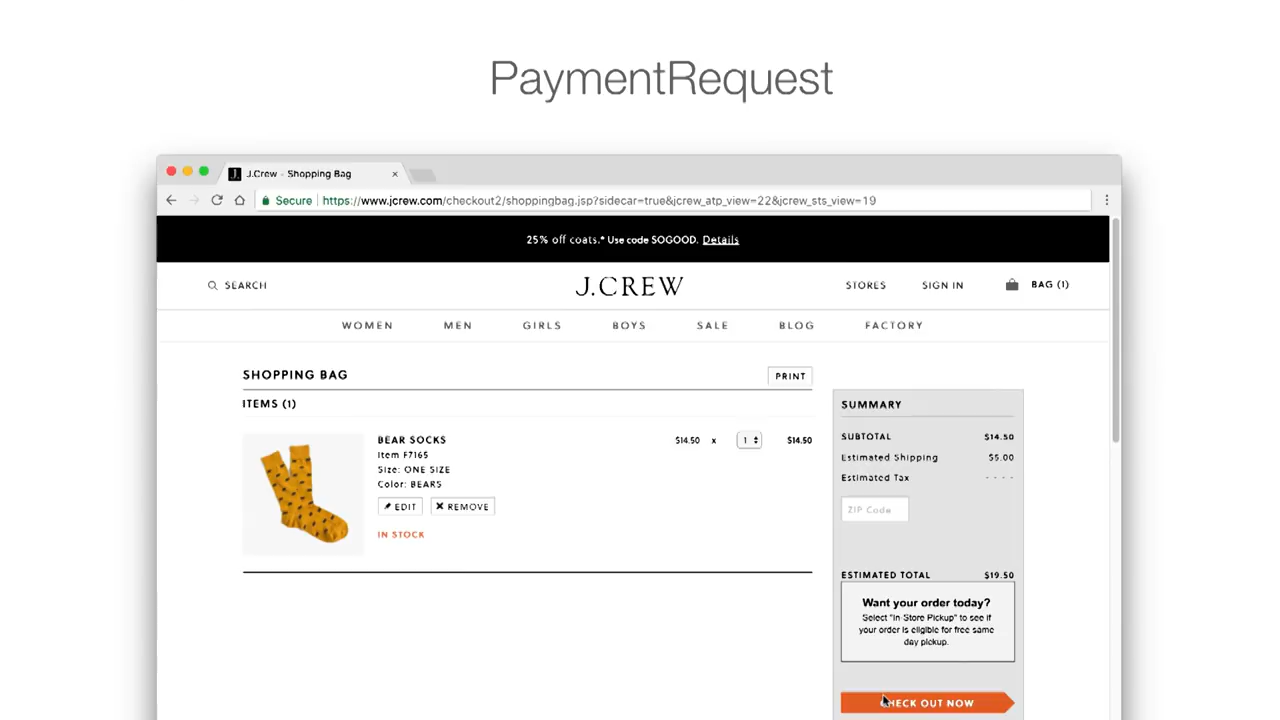 PaymentRequest
J.Crew - Shopping Bag
Secure https://www.jcrew.com/checkout2/shoppingbag.jsp?sidecar=true&jcrew_atp_view=22&jcrew_sts_view=19
25% off coats.* Use code SOGOOD. Details
SEARCH J.CREW STORES SIGN IN BAG (1)
WOMEN MEN GIRLS BOYS SALE BLOG FACTORY
SHOPPING BAG PRINT
ITEMS (1)
BEAR SOCKS $14.50 x 1 $14.50
Item F7165
Size: ONE SIZE
Color: BEARS
EDIT REMOVE
IN STOCK
SUMMARY
SUBTOTAL $14.50
Estimated Shipping $5.00
Estimated Tax - - - -
ZIP Code
ESTIMATED TOTAL $19.50
Want your order today?
Select "In-Store Pickup" to see if
your order is eligible for free same
day pickup.
CHECK OUT NOW